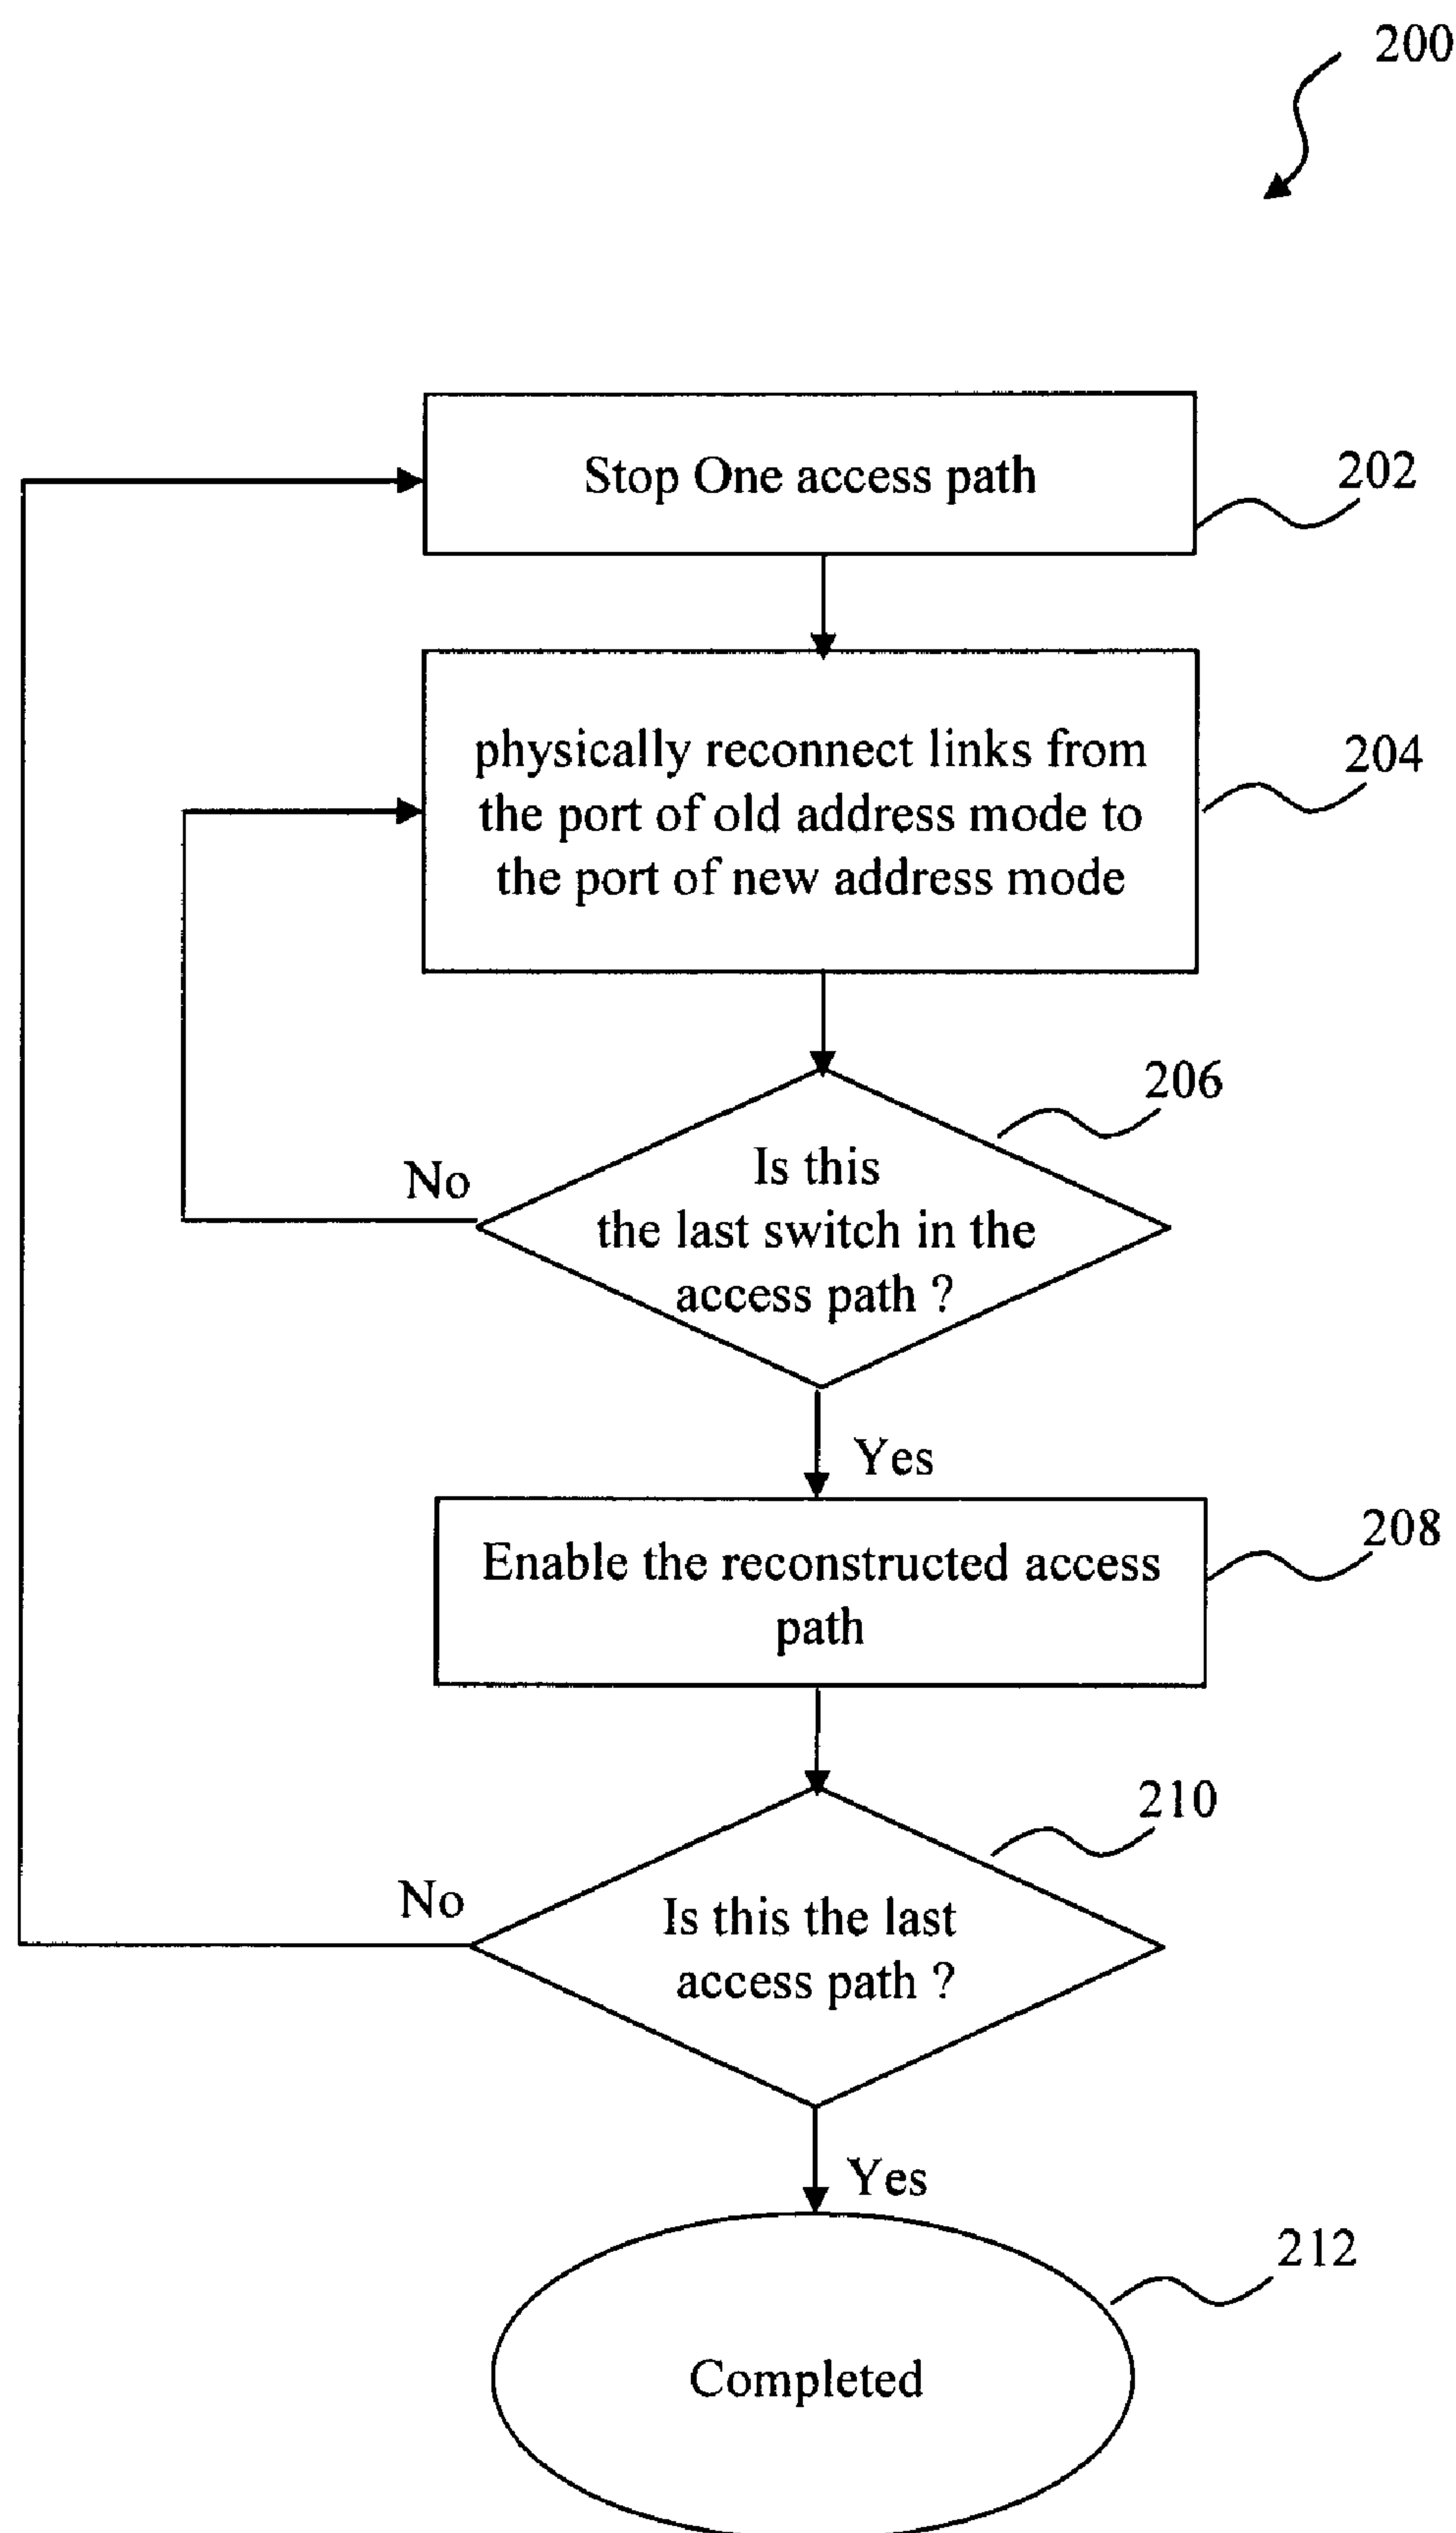 200
Stop One access path
202
physically reconnect links from
the port of old address mode to
the port of new address mode
204
206
Is this
the last switch in the
access path ?
No
Yes
Enable the reconstructed access
path
208
210
Is this the last
access path ?
No
Yes
212
Completed